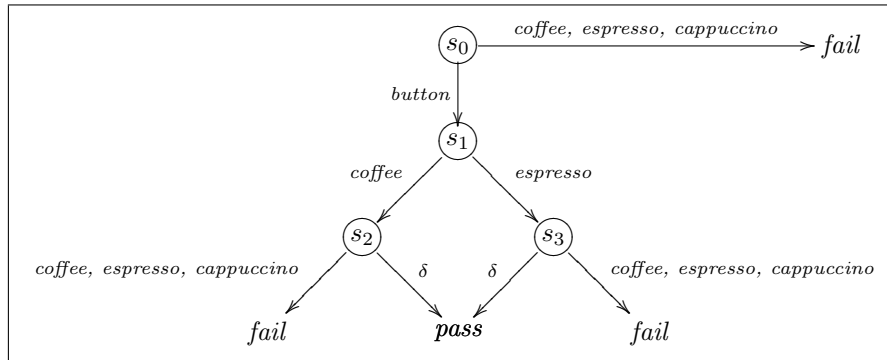 coffee, espresso, cappuccino
s0 fail
button
s1
coffee espresso
s2 s3
coffee, espresso, cappuccino δ δ coffee, espresso, cappuccino
fail pass fail